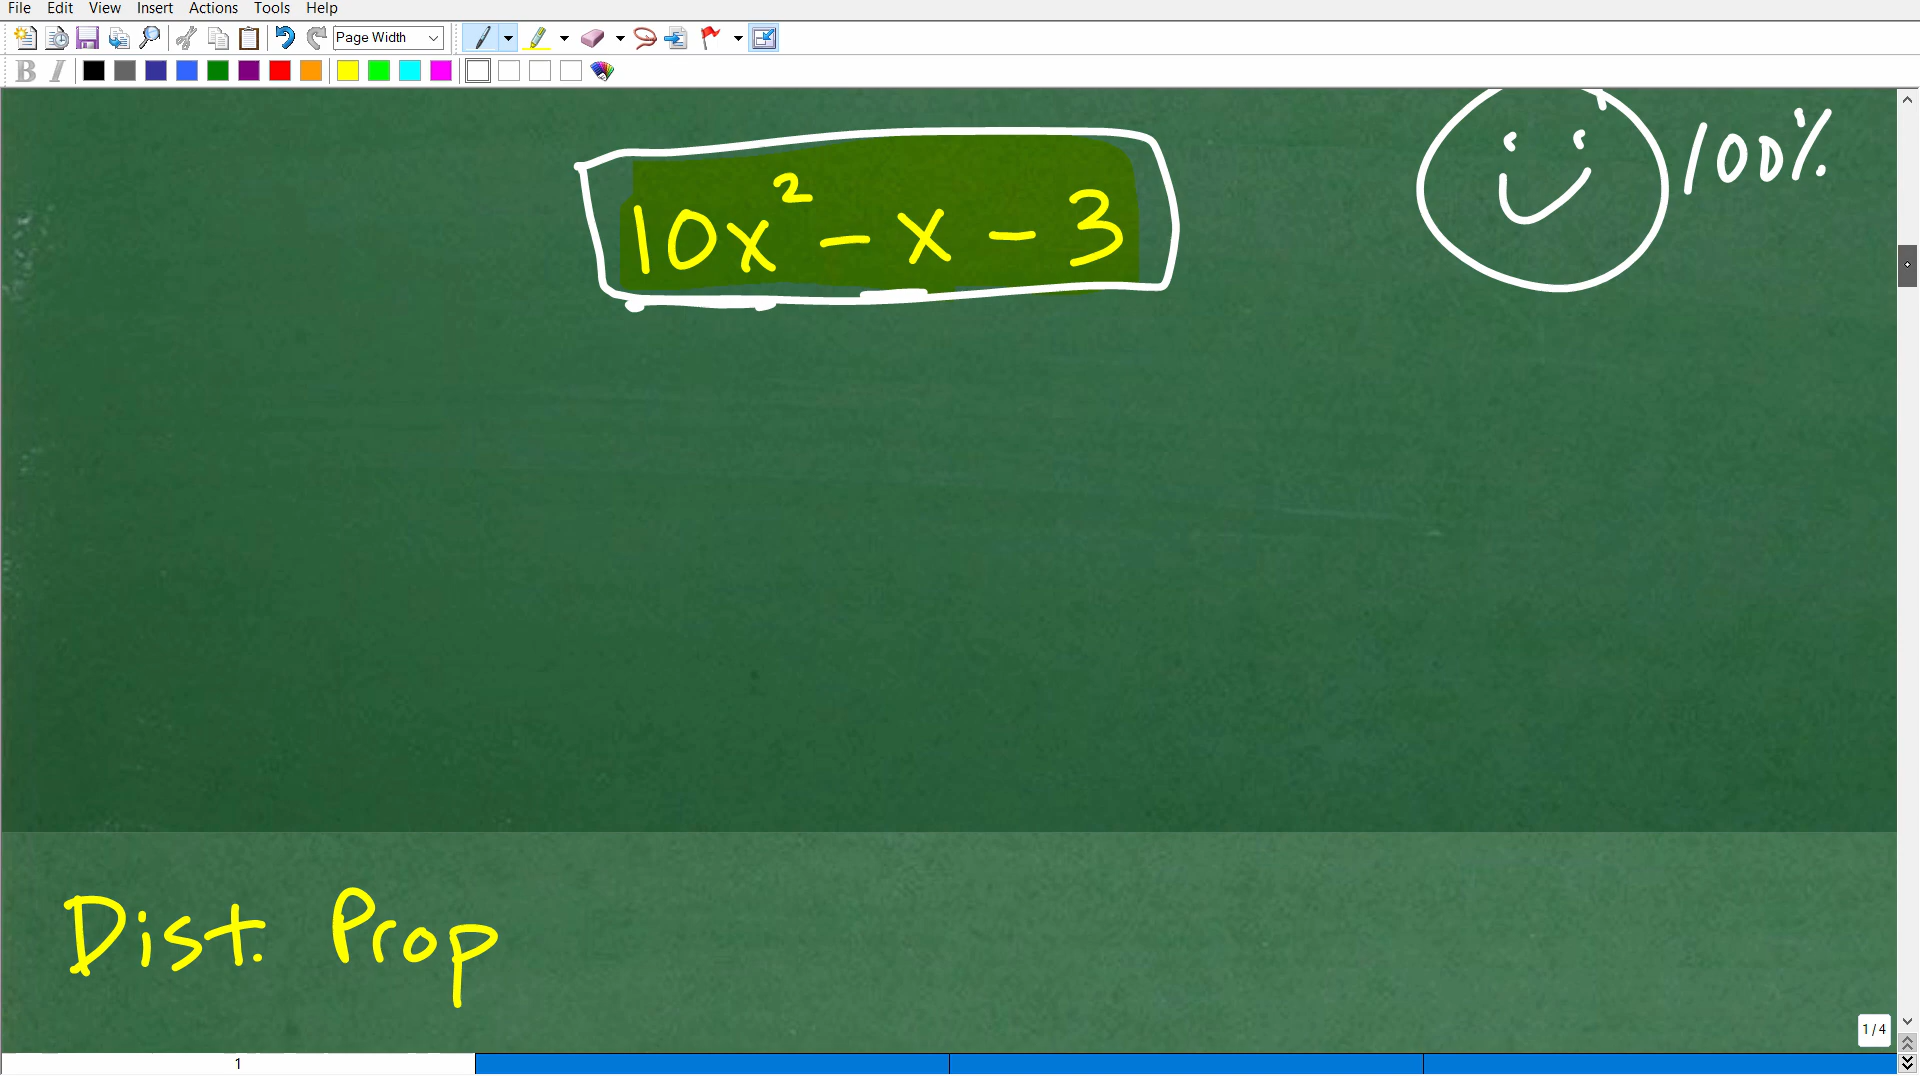 File Edit View Insert Actions Tools Help
Page Width
B I
10x² - x - 3
100%
Dist. Prop
1 / 4
1